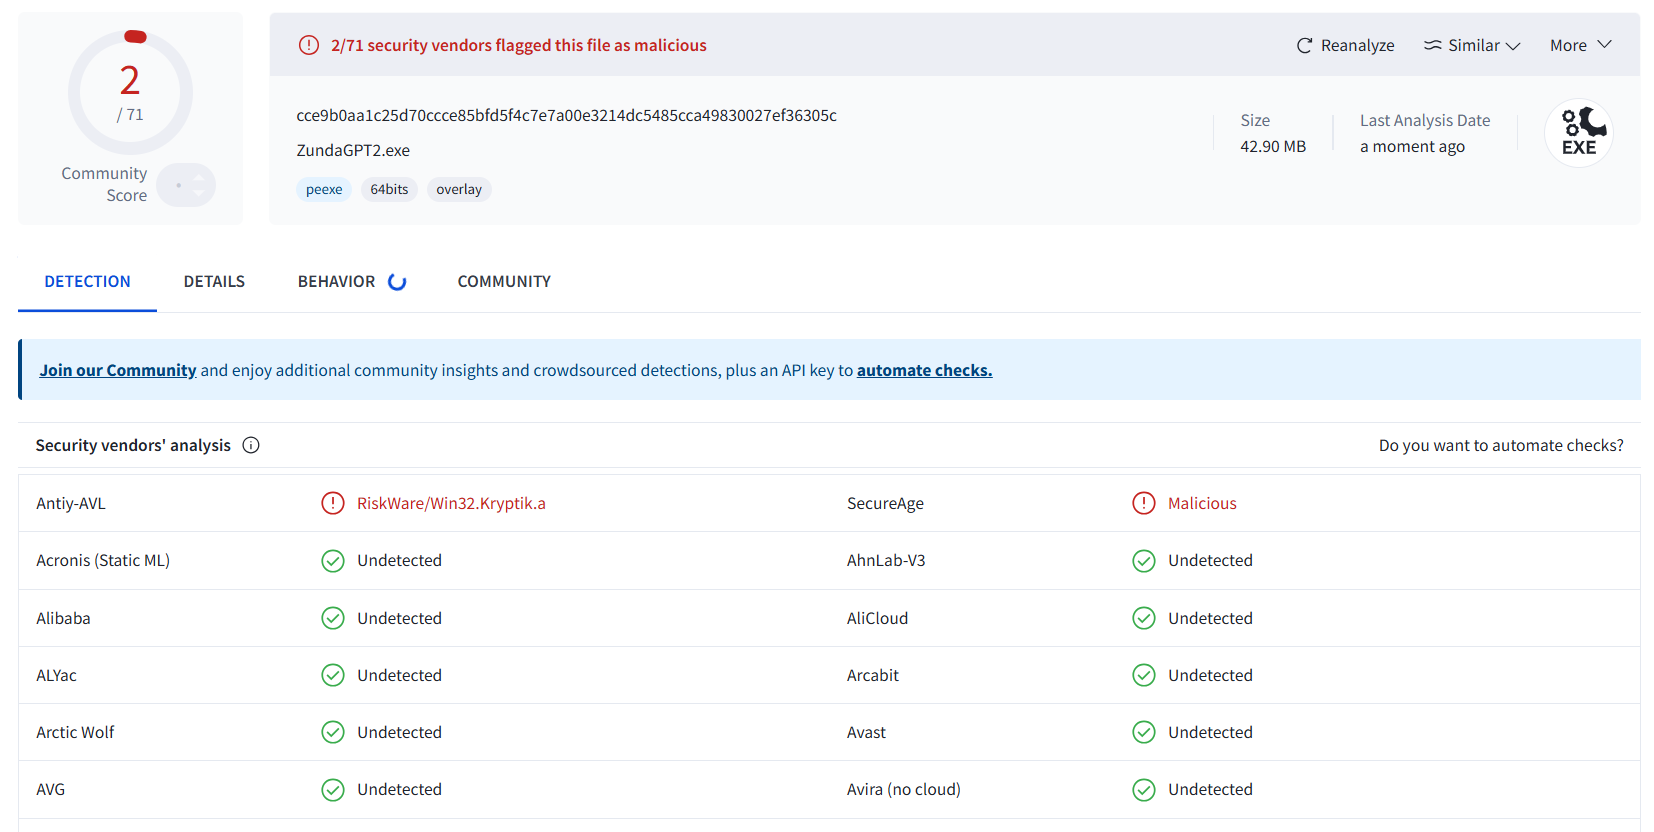 2
/ 71
Community
Score
2/71 security vendors flagged this file as malicious
Reanalyze
Similar
More
cce9b0aa1c25d70ccce85bfd5f4c7e7a00e3214dc5485cca49830027ef36305c
ZundaGPT2.exe
peexe 64bits overlay
Size
42.90 MB
Last Analysis Date
a moment ago
EXE
DETECTION DETAILS BEHAVIOR COMMUNITY
Join our Community and enjoy additional community insights and crowdsourced detections, plus an API key to automate checks.
Security vendors' analysis
Do you want to automate checks?
Antiy-AVL RiskWare/Win32.Kryptik.a SecureAge Malicious
Acronis (Static ML) Undetected AhnLab-V3 Undetected
Alibaba Undetected AliCloud Undetected
ALYac Undetected Arcabit Undetected
Arctic Wolf Undetected Avast Undetected
AVG Undetected Avira (no cloud) Undetected